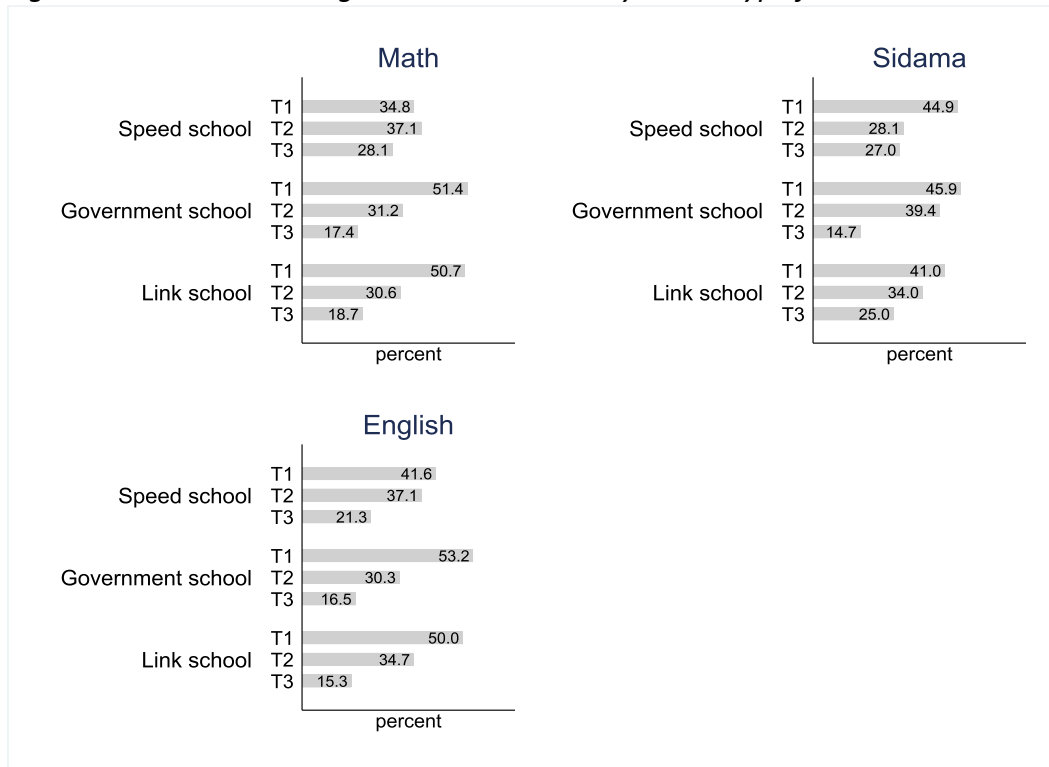 Math
T1 34.8
Speed school T2 37.1
T3 28.1
T1 51.4
Government school T2 31.2
T3 17.4
T1 50.7
Link school T2 30.6
T3 18.7
percent
Sidama
T1 44.9
Speed school T2 28.1
T3 27.0
T1 45.9
Government school T2 39.4
T3 14.7
T1 41.0
Link school T2 34.0
T3 25.0
percent
English
T1 41.6
Speed school T2 37.1
T3 21.3
T1 53.2
Government school T2 30.3
T3 16.5
T1 50.0
Link school T2 34.7
T3 15.3
percent